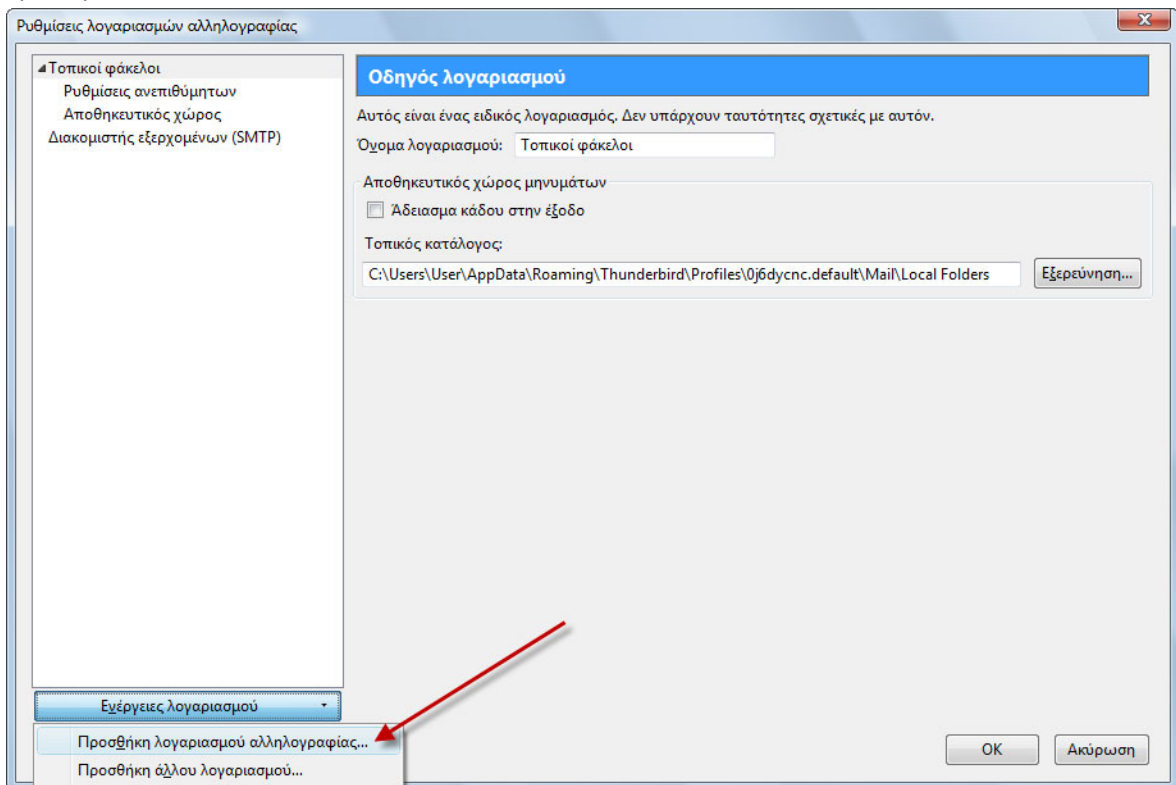 Ρυθμίσεις λογαριασμών αλληλογραφίας
Τοπικοί φάκελοι
Ρυθμίσεις ανεπιθύμητων
Αποθηκευτικός χώρος
Διακομιστής εξερχομένων (SMTP)
Οδηγός λογαριασμού
Αυτός είναι ένας ειδικός λογαριασμός. Δεν υπάρχουν ταυτότητες σχετικές με αυτόν.
Όνομα λογαριασμού: Τοπικοί φάκελοι
Αποθηκευτικός χώρος μηνυμάτων
Άδειασμα κάδου στην έξοδο
Τοπικός κατάλογος:
C:\Users\User\AppData\Roaming\Thunderbird\Profiles\0j6dycnc.default\Mail\Local Folders Εξερεύνηση...
Ενέργειες λογαριασμού
Προσθήκη λογαριασμού αλληλογραφίας...
Προσθήκη άλλου λογαριασμού...
OK Ακύρωση